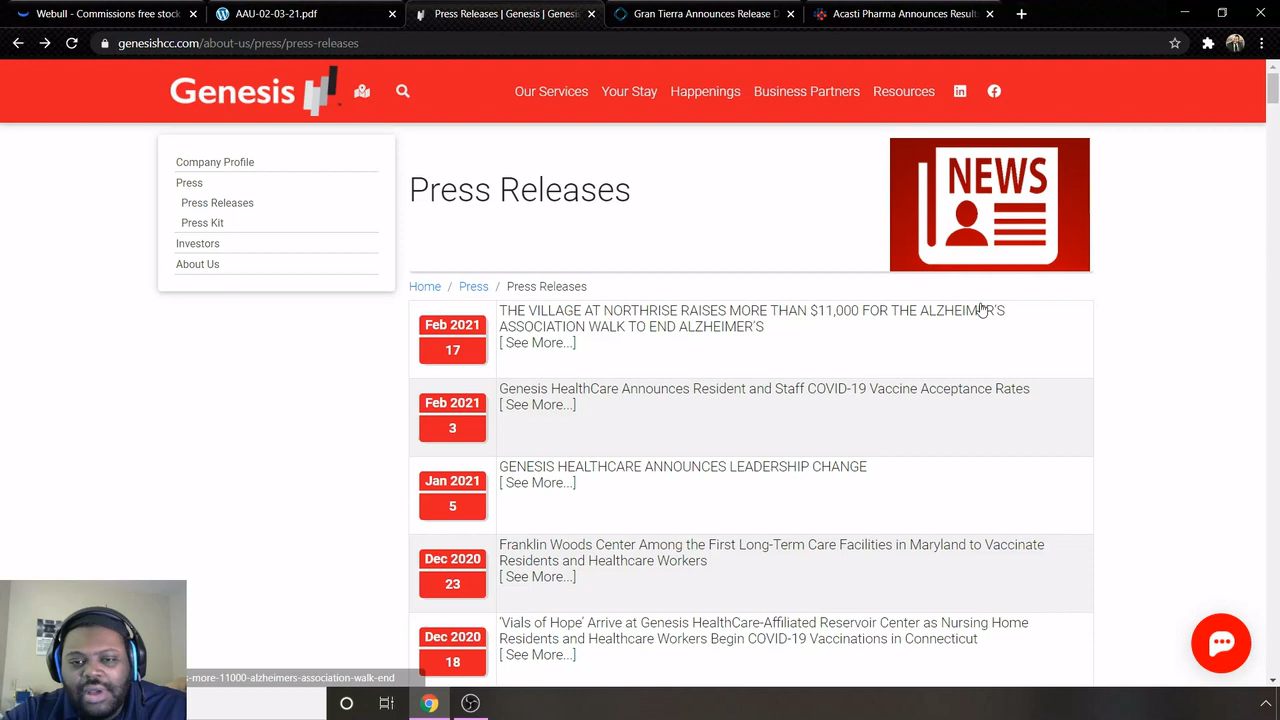 Webull - Commissions free stock
AAU-02-03-21.pdf
Press Releases | Genesis | Genesis
Gran Tierra Announces Release D
Acasti Pharma Announces Result
genesishcc.com/about-us/press/press-releases
Genesis
Our Services
Your Stay
Happenings
Business Partners
Resources
Company Profile
Press
Press Releases
Press Kit
Investors
About Us
Press Releases
NEWS
Home / Press / Press Releases
Feb 2021
17
THE VILLAGE AT NORTHRISE RAISES MORE THAN $11,000 FOR THE ALZHEIMER'S
ASSOCIATION WALK TO END ALZHEIMER'S
[ See More...]
Feb 2021
3
Genesis HealthCare Announces Resident and Staff COVID-19 Vaccine Acceptance Rates
[ See More...]
Jan 2021
5
GENESIS HEALTHCARE ANNOUNCES LEADERSHIP CHANGE
[ See More...]
Dec 2020
23
Franklin Woods Center Among the First Long-Term Care Facilities in Maryland to Vaccinate
Residents and Healthcare Workers
[ See More...]
Dec 2020
18
‘Vials of Hope’ Arrive at Genesis HealthCare-Affiliated Reservoir Center as Nursing Home
Residents and Healthcare Workers Begin COVID-19 Vaccinations in Connecticut
[ See More...]
s-more-11000-alzheimers-association-walk-end